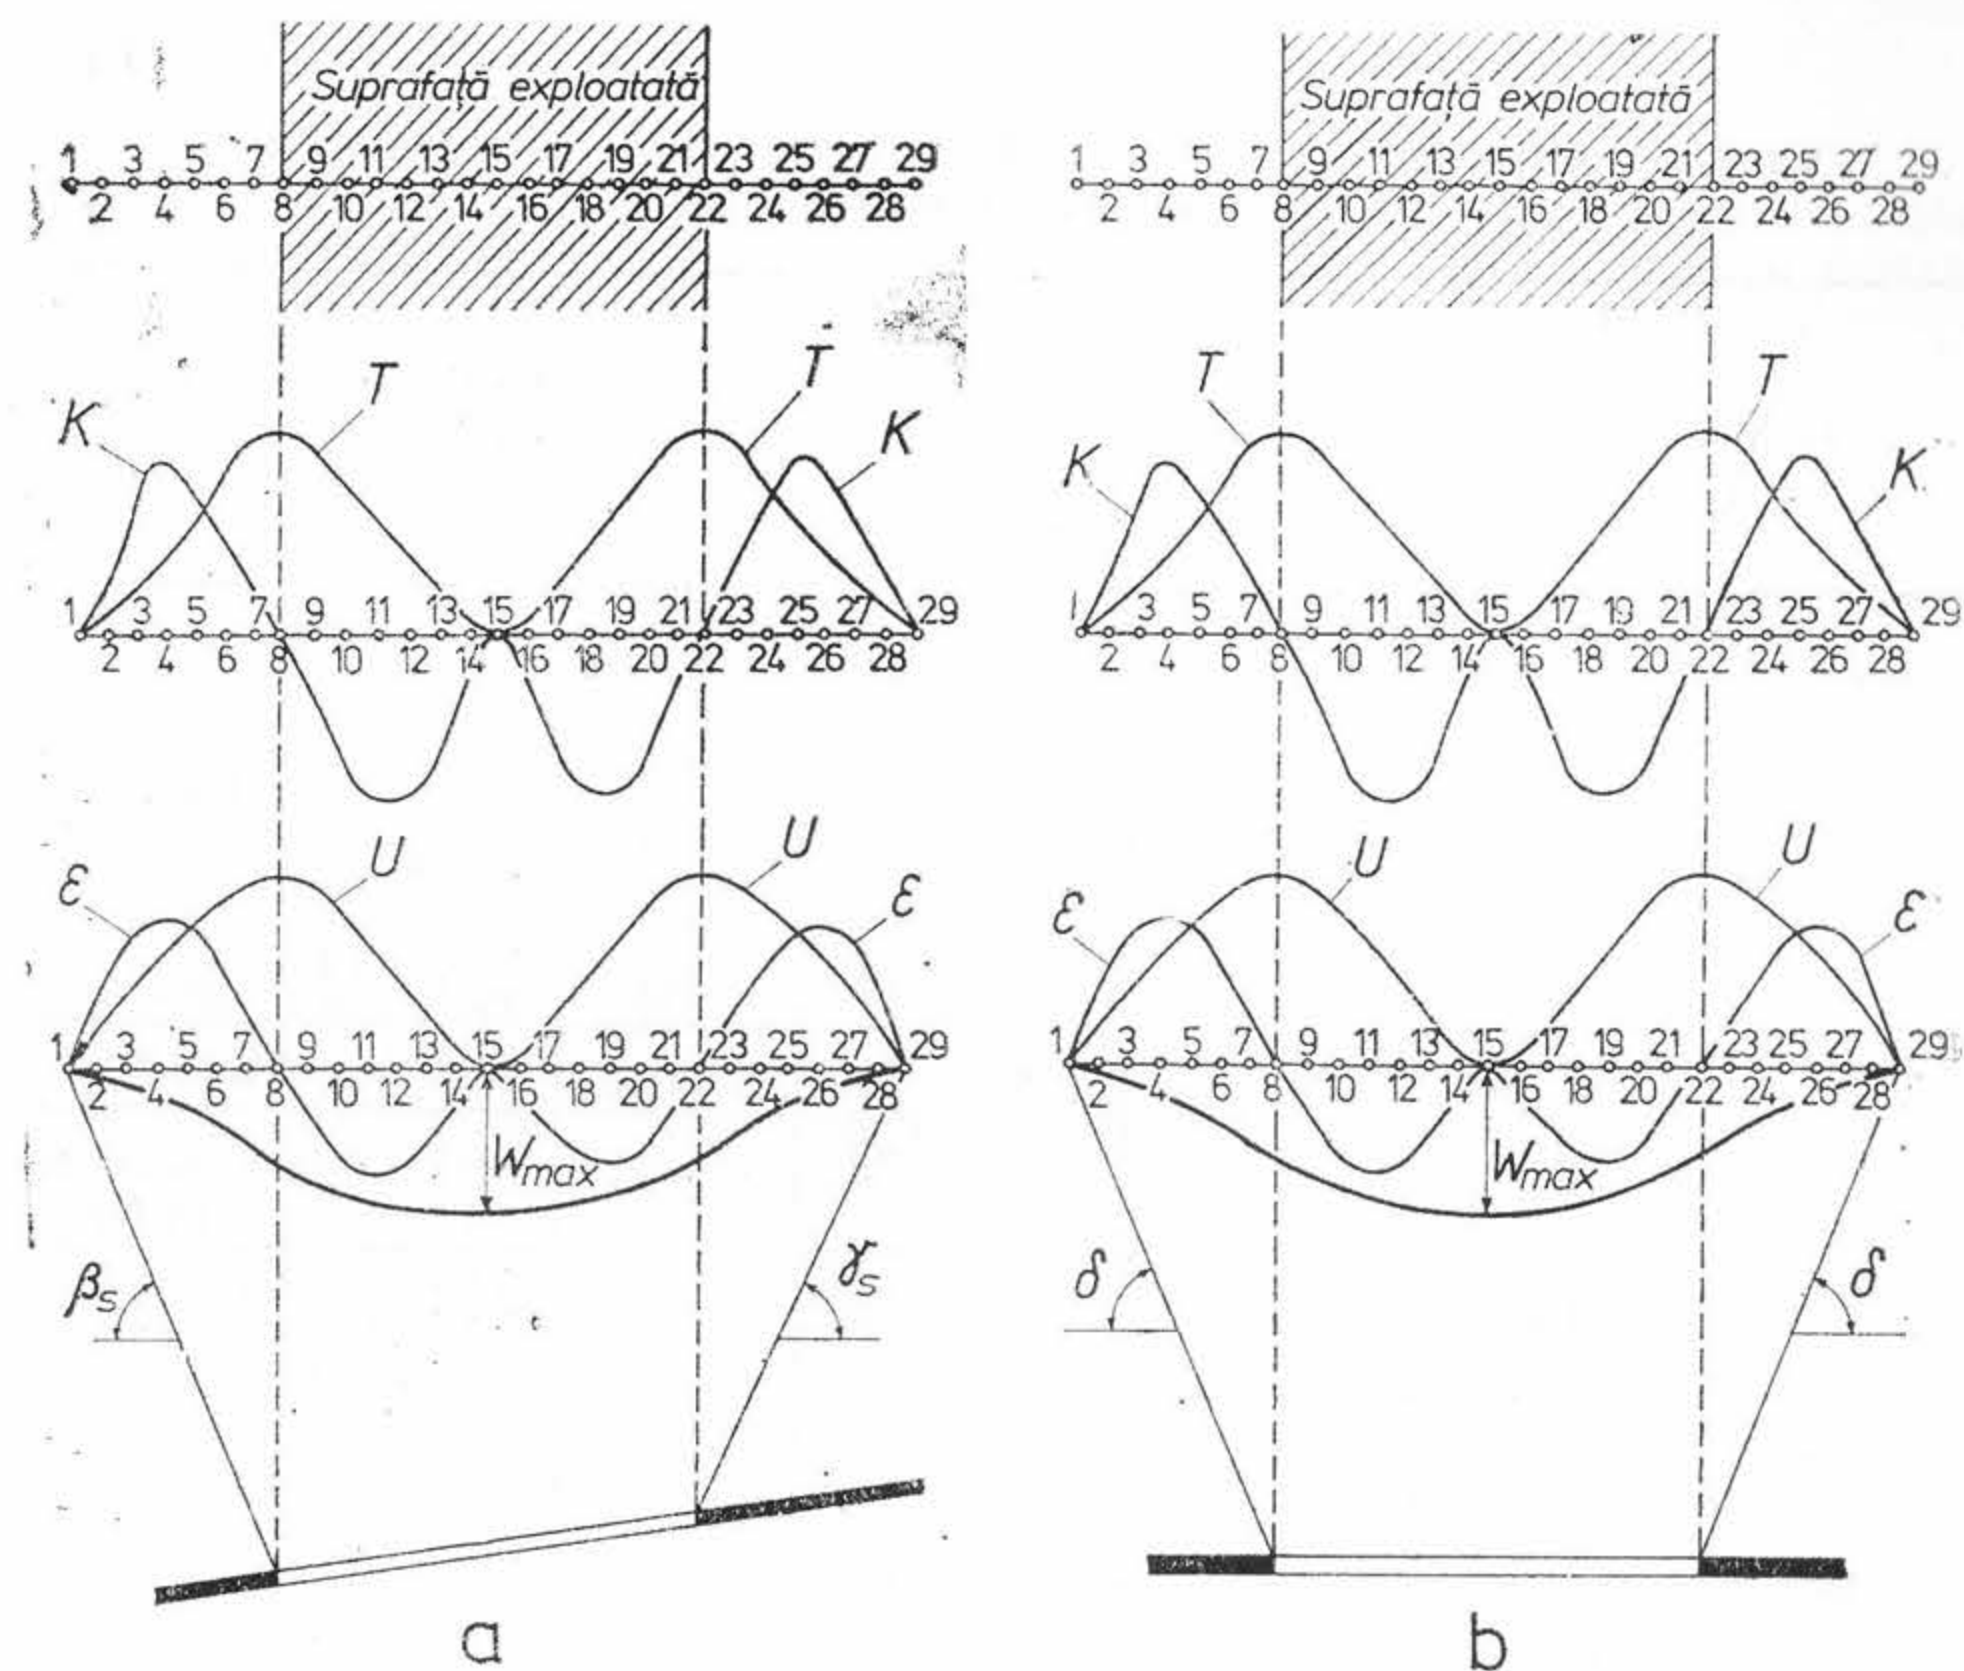 Suprafață exploatată
1 3 5 7 9 11 13 15 17 19 21 23 25 27 29
2 4 6 8 10 12 14 16 18 20 22 24 26 28
K T T K
1 3 5 7 9 11 13 15 17 19 21 23 25 27 29
2 4 6 8 10 12 14 16 18 20 22 24 26 28
ε U U ε
1 3 5 7 9 11 13 15 17 19 21 23 25 27 29
2 4 6 8 10 12 14 16 18 20 22 24 26 28
Wmax
βs γs
a
Suprafață exploatată
1 3 5 7 9 11 13 15 17 19 21 23 25 27 29
2 4 6 8 10 12 14 16 18 20 22 24 26 28
K T T K
1 3 5 7 9 11 13 15 17 19 21 23 25 27 29
2 4 6 8 10 12 14 16 18 20 22 24 26 28
ε U U ε
1 3 5 7 9 11 13 15 17 19 21 23 25 27 29
2 4 6 8 10 12 14 16 18 20 22 24 26 28
Wmax
δ δ
b